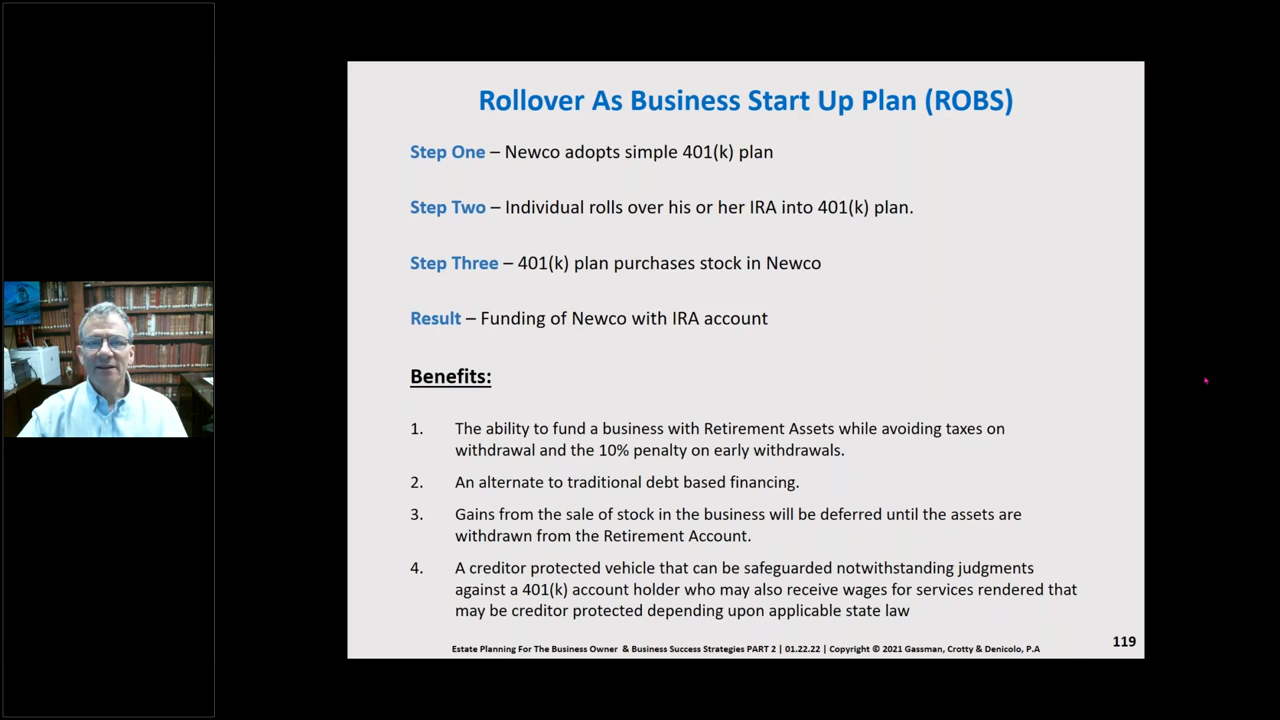 Rollover As Business Start Up Plan (ROBS)
Step One – Newco adopts simple 401(k) plan
Step Two – Individual rolls over his or her IRA into 401(k) plan.
Step Three – 401(k) plan purchases stock in Newco
Result – Funding of Newco with IRA account
Benefits:
1. The ability to fund a business with Retirement Assets while avoiding taxes on
withdrawal and the 10% penalty on early withdrawals.
2. An alternate to traditional debt based financing.
3. Gains from the sale of stock in the business will be deferred until the assets are
withdrawn from the Retirement Account.
4. A creditor protected vehicle that can be safeguarded notwithstanding judgments
against a 401(k) account holder who may also receive wages for services rendered that
may be creditor protected depending upon applicable state law
119
Estate Planning For The Business Owner & Business Success Strategies PART 2 | 01.22.22 | Copyright © 2021 Gassman, Crotty & Denicolo, P.A